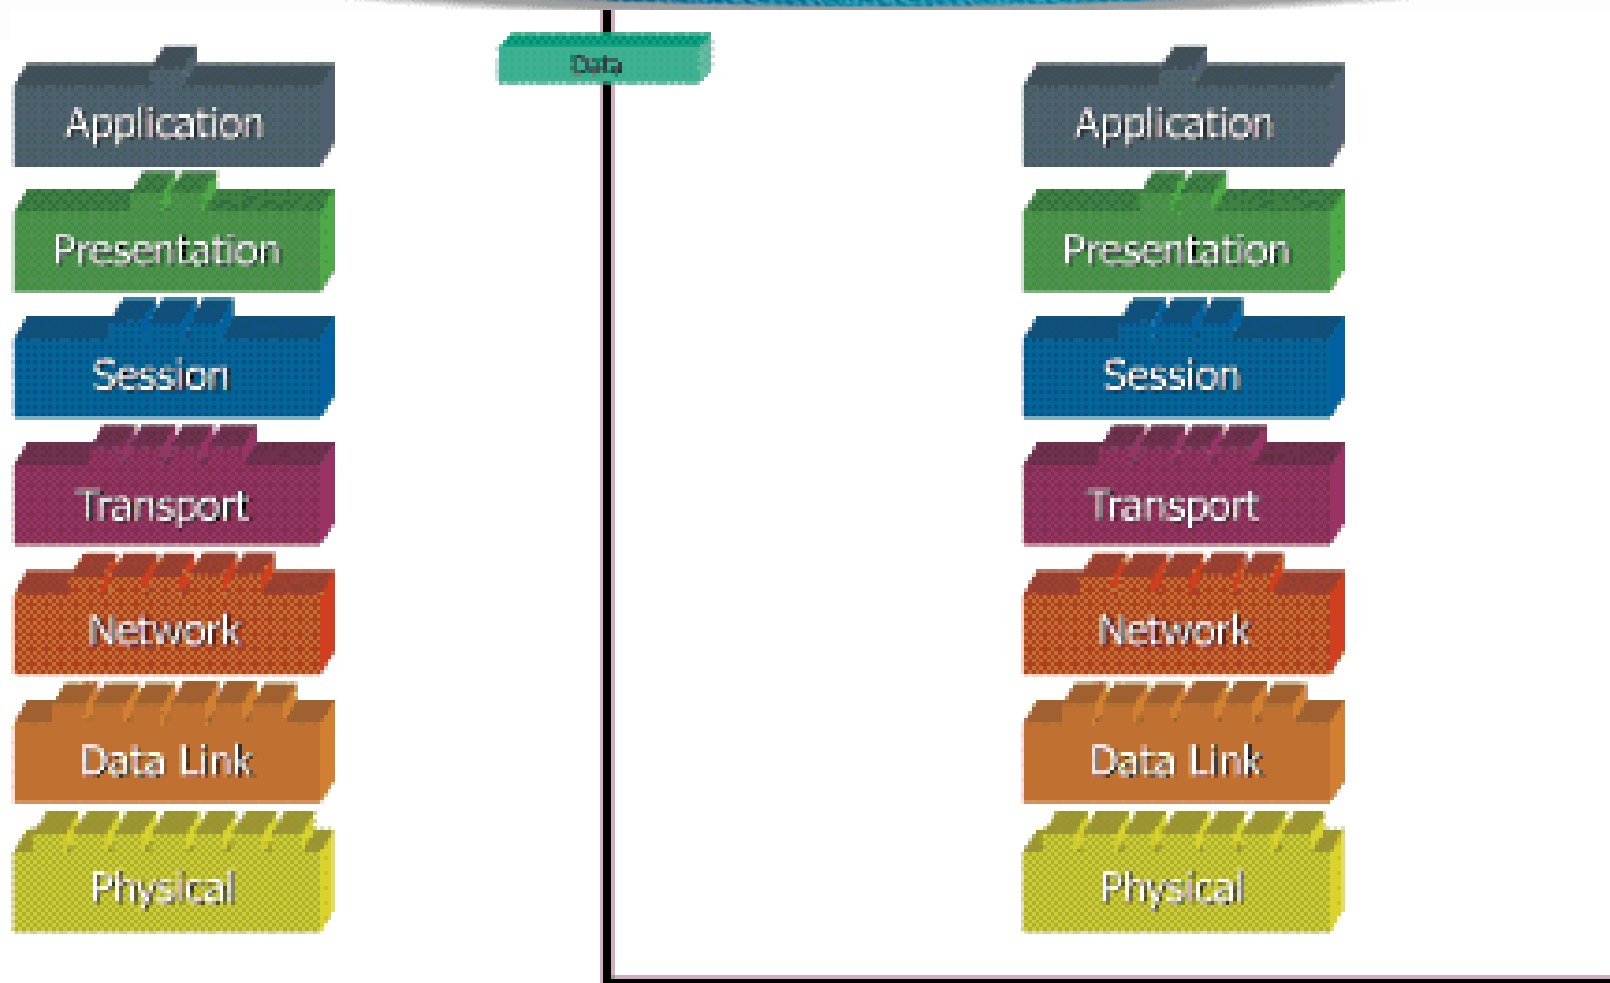 Data
Application
Presentation
Session
Transport
Network
Data Link
Physical
Application
Presentation
Session
Transport
Network
Data Link
Physical